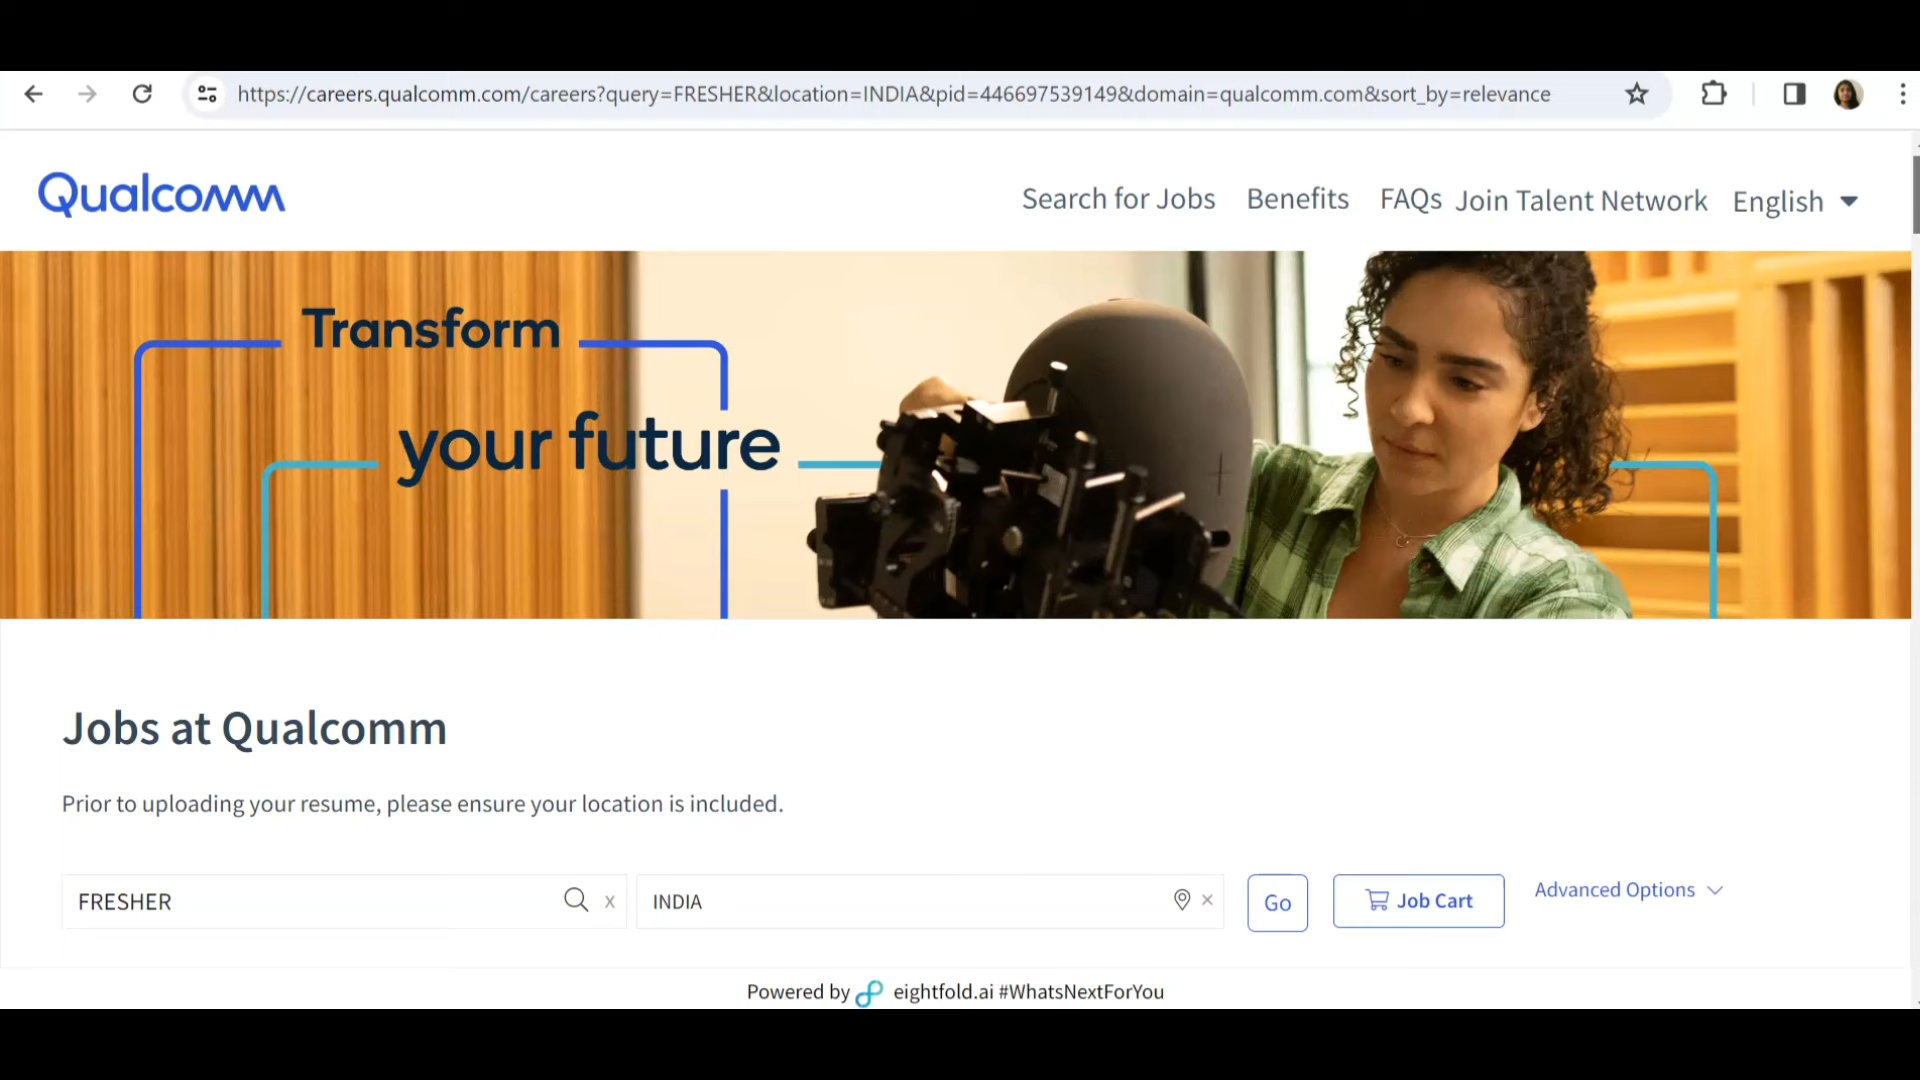 https://careers.qualcomm.com/careers?query=FRESHER&location=INDIA&pid=446697539149&domain=qualcomm.com&sort_by=relevance
Qualcomm
Search for Jobs Benefits FAQs Join Talent Network English
Transform
your future
Jobs at Qualcomm
Prior to uploading your resume, please ensure your location is included.
FRESHER x INDIA × Go Job Cart Advanced Options
Powered by eightfold.ai #WhatsNextForYou